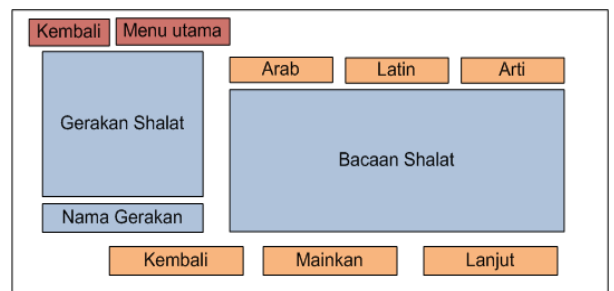 Kembali Menu utama
Arab Latin Arti
Gerakan Shalat
Bacaan Shalat
Nama Gerakan
Kembali Mainkan Lanjut